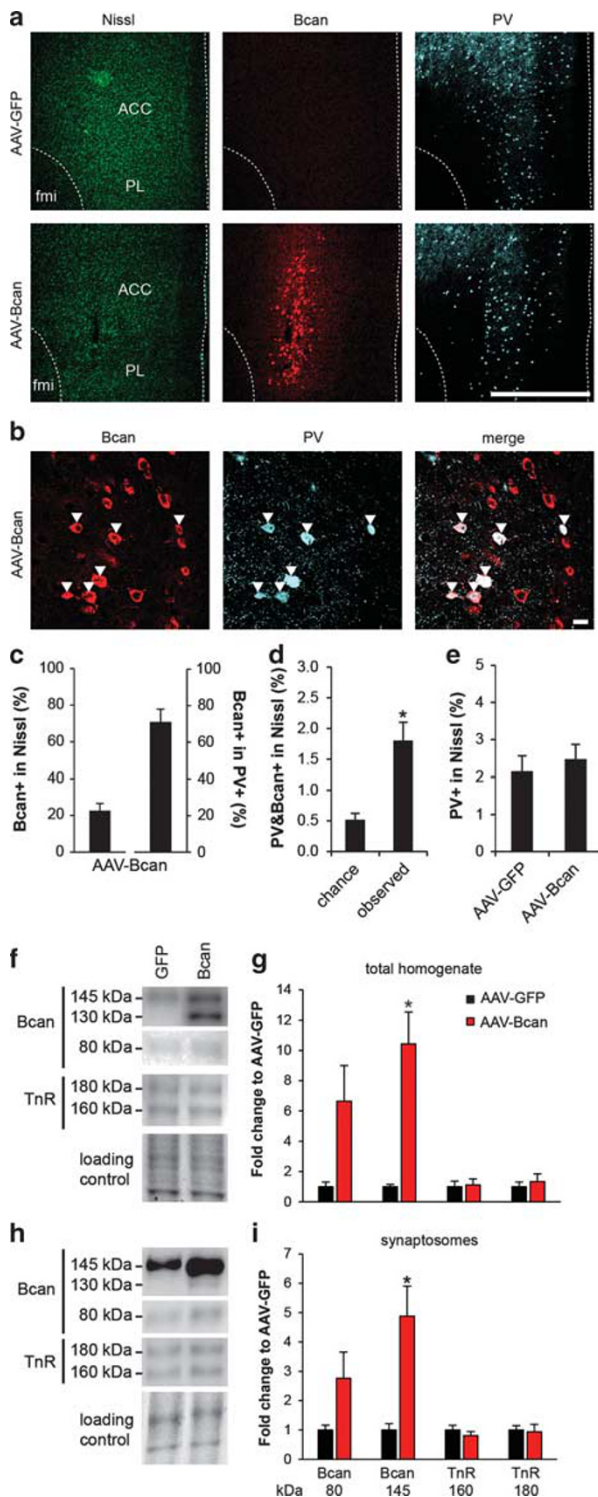 a
Nissl
Bcan
PV
AAV-GFP
ACC
PL
fmi
AAV-Bcan
ACC
PL
fmi
b
Bcan
PV
merge
AAV-Bcan
c
Bcan+ in Nissl (%)
100
80
60
40
20
0
100
80
60
40
20
0
Bcan+ in PV+ (%)
AAV-Bcan
d
PV&Bcan+ in Nissl (%)
3.0
2.5
2.0
1.5
1.0
0.5
0.0
*
chance
observed
e
PV+ in Nissl (%)
5
4
3
2
1
0
AAV-GFP
AAV-Bcan
f
GFP
Bcan
Bcan
145 kDa
130 kDa
80 kDa
TnR
180 kDa
160 kDa
loading
control
g
total homogenate
Fold change to AAV-GFP
14
12
10
8
6
4
2
0
*
AAV-GFP
AAV-Bcan
h
Bcan
145 kDa
130 kDa
80 kDa
TnR
180 kDa
160 kDa
loading
control
i
synaptosomes
Fold change to AAV-GFP
7
6
5
4
3
2
1
0
*
Bcan Bcan TnR TnR
kDa 80 145 160 180